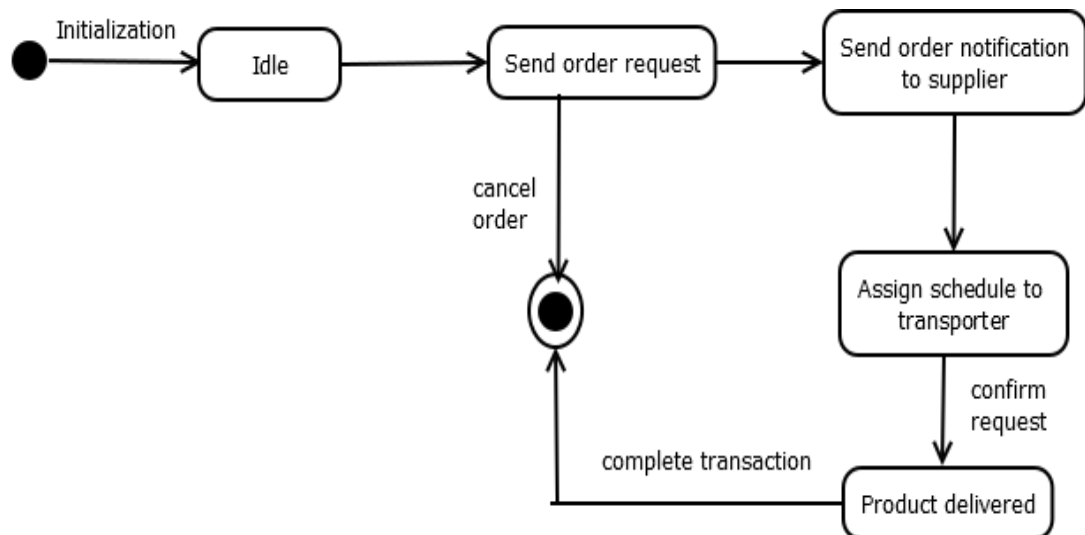 Initialization
Idle
Send order request
Send order notification
to supplier
cancel
order
Assign schedule to
transporter
confirm
request
complete transaction
Product delivered